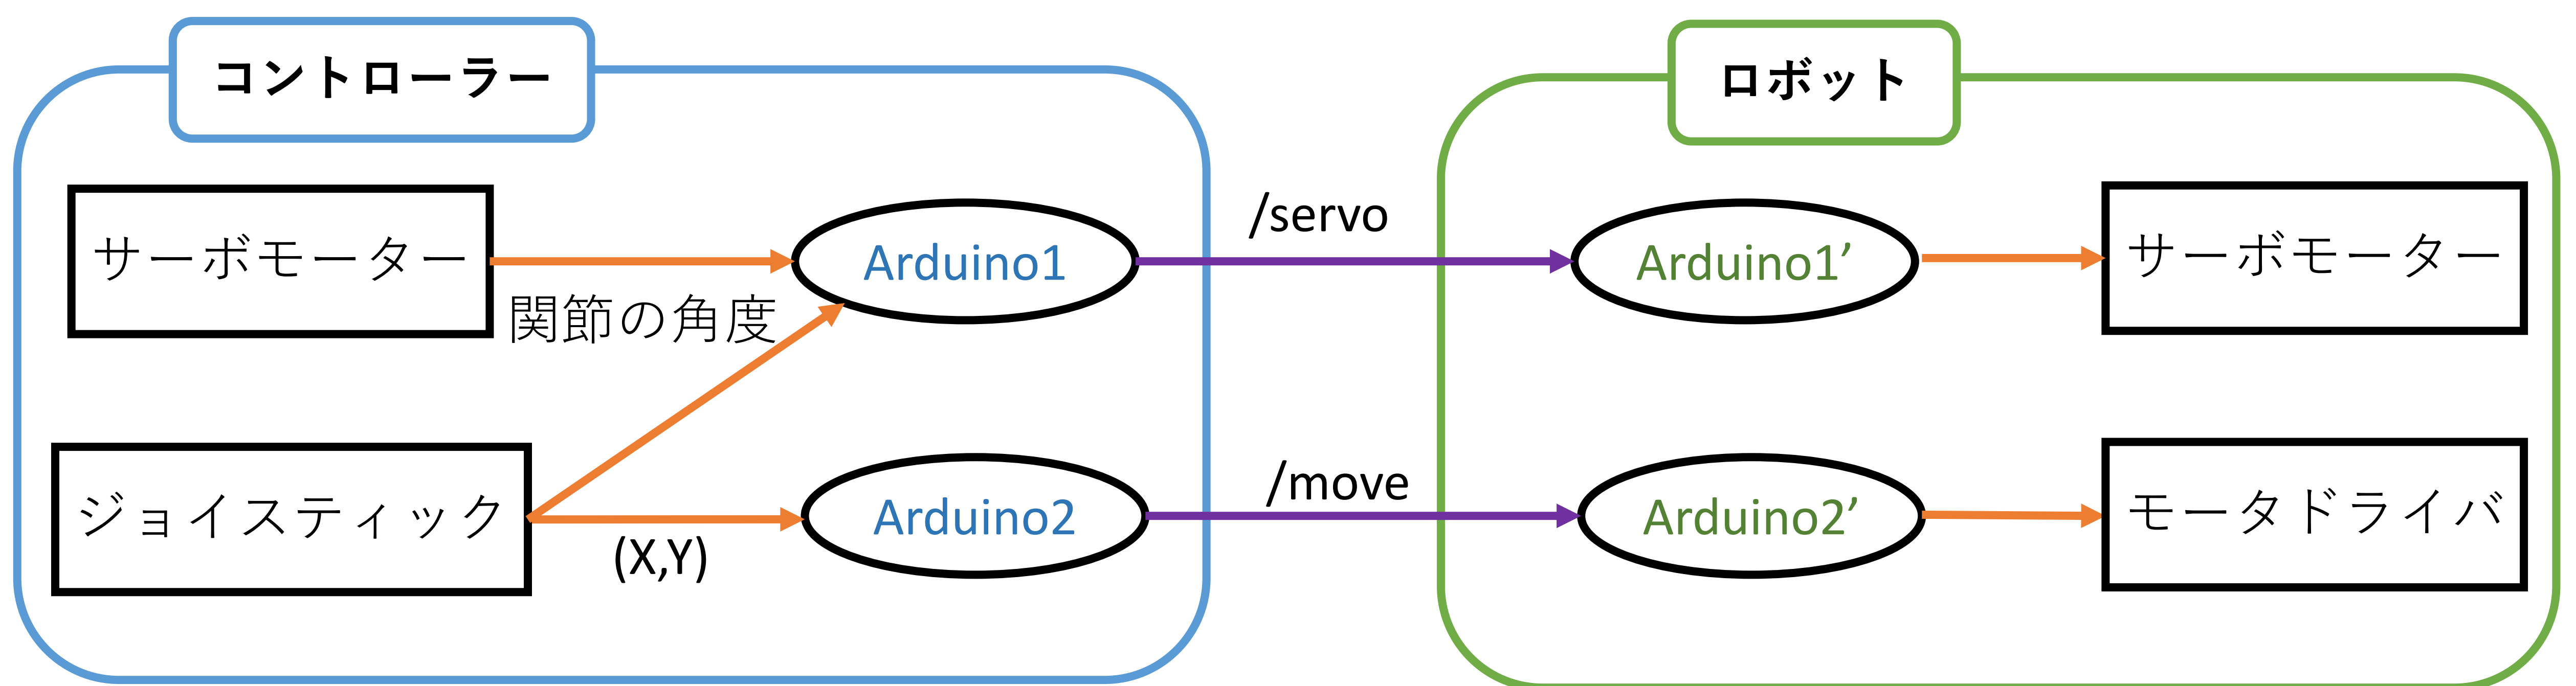 コントローラー
ロボット
サーボモーター
関節の角度
Arduino1
/servo
Arduino1’
サーボモーター
ジョイスティック
(X,Y)
Arduino2
/move
Arduino2’
モータドライバ